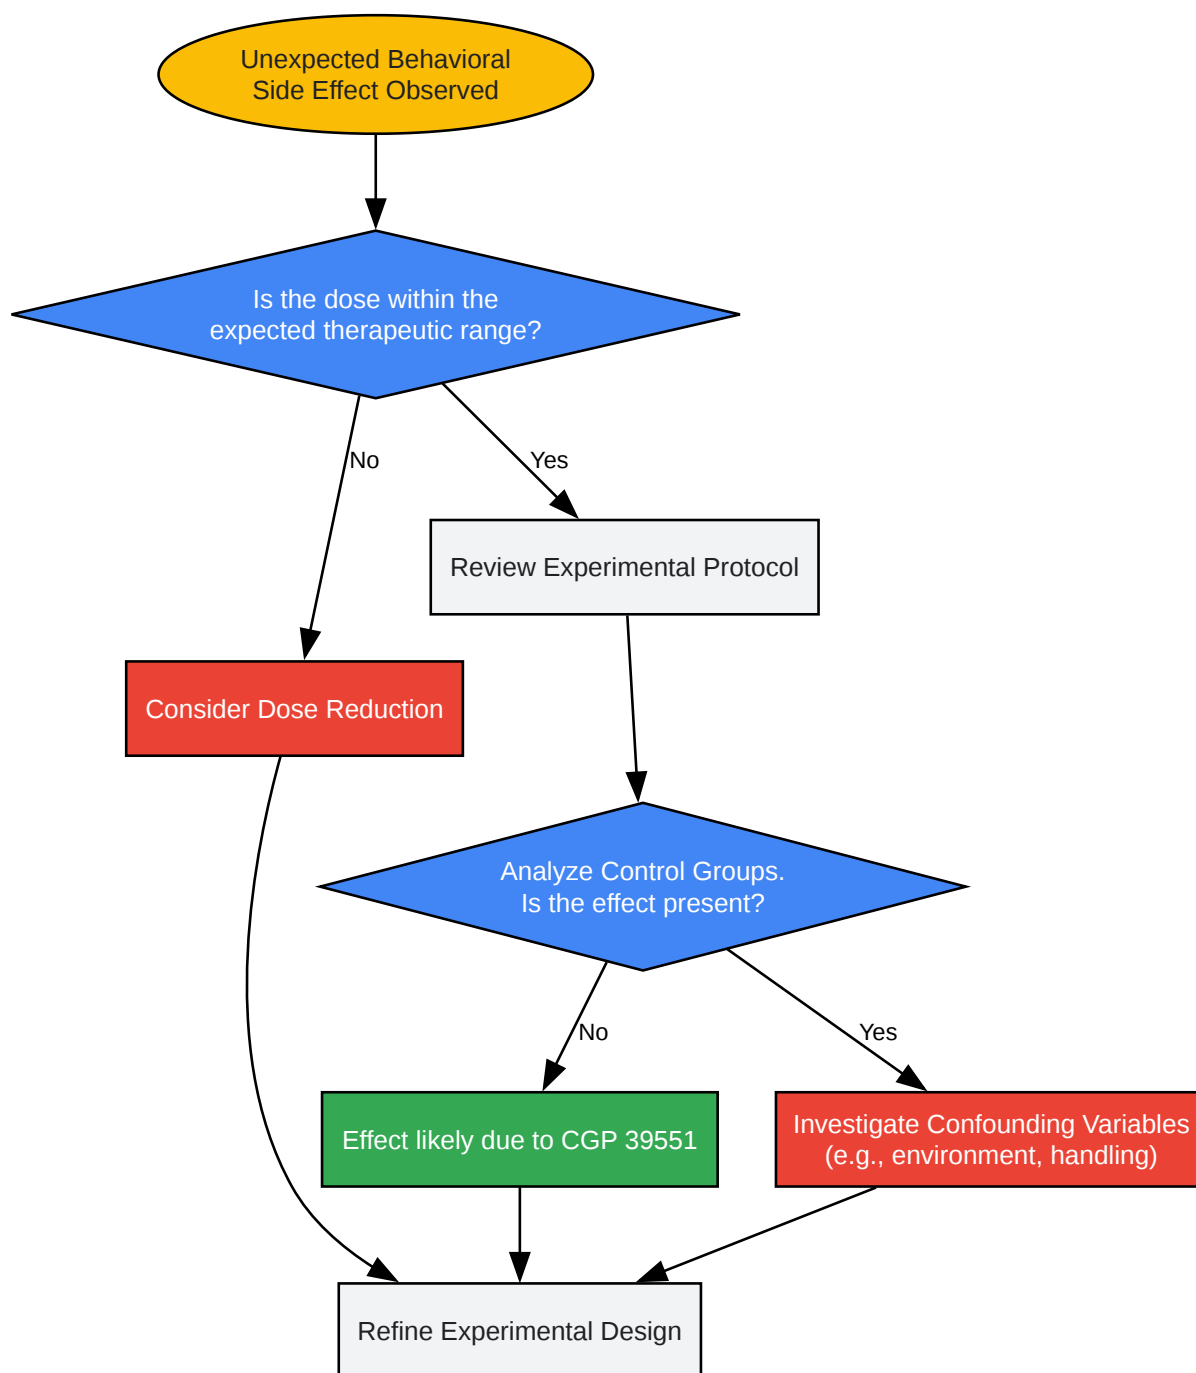 Unexpected Behavioral
Side Effect Observed
Is the dose within the
expected therapeutic range?
No
Yes
Review Experimental Protocol
Consider Dose Reduction
Analyze Control Groups.
Is the effect present?
No
Yes
Effect likely due to CGP 39551
Investigate Confounding Variables
(e.g., environment, handling)
Refine Experimental Design